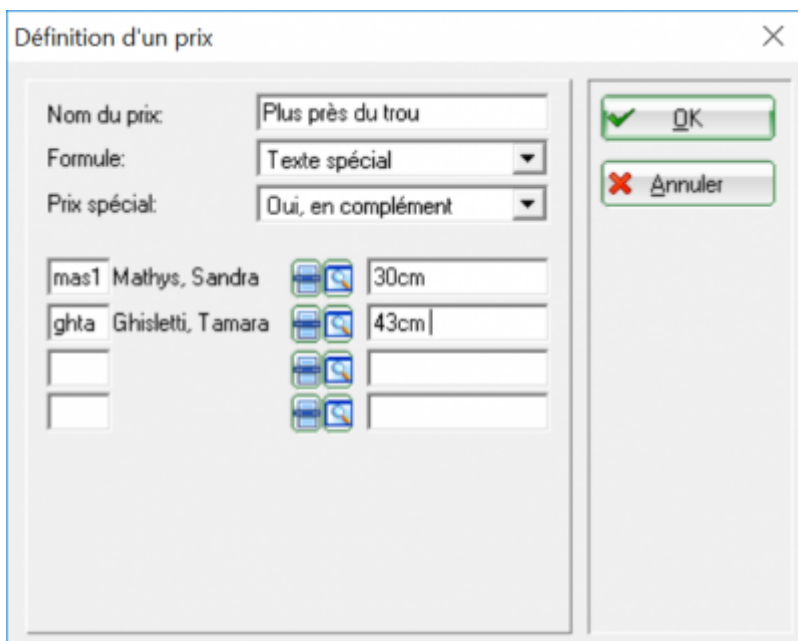 Définition d'un prix
Nom du prix: Plus près du trou
Formule: Texte spécial
Prix spécial: Oui, en complément
OK
Annuler
mas1 Mathys, Sandra 30cm
ghta Ghisletti, Tamara 43cm